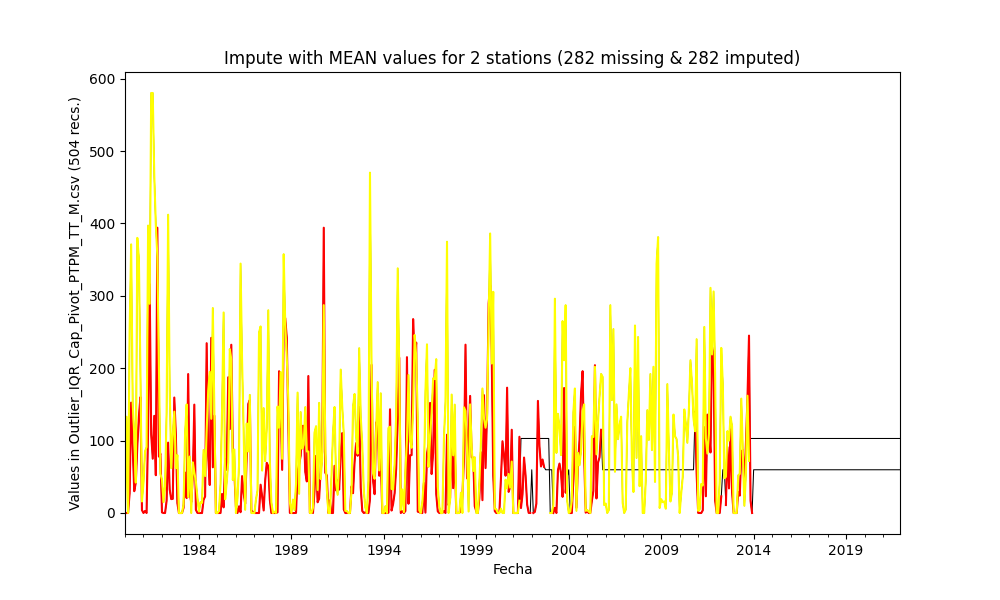 Impute with MEAN values for 2 stations (282 missing & 282 imputed)
Values in Outlier_IQR_Cap_Pivot_PTPM_TT_M.csv (504 recs.)
600
500
400
300
200
100
0
1984 1989 1994 1999 2004 2009 2014 2019
Fecha